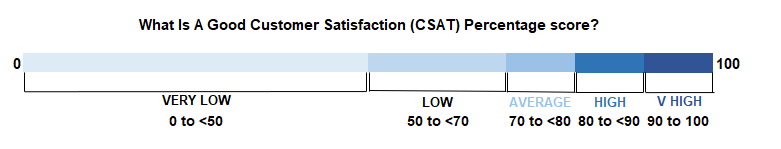 What Is A Good Customer Satisfaction (CSAT) Percentage score?
0 100
VERY LOW LOW AVERAGE HIGH V HIGH
0 to <50 50 to <70 70 to <80 80 to <90 90 to 100